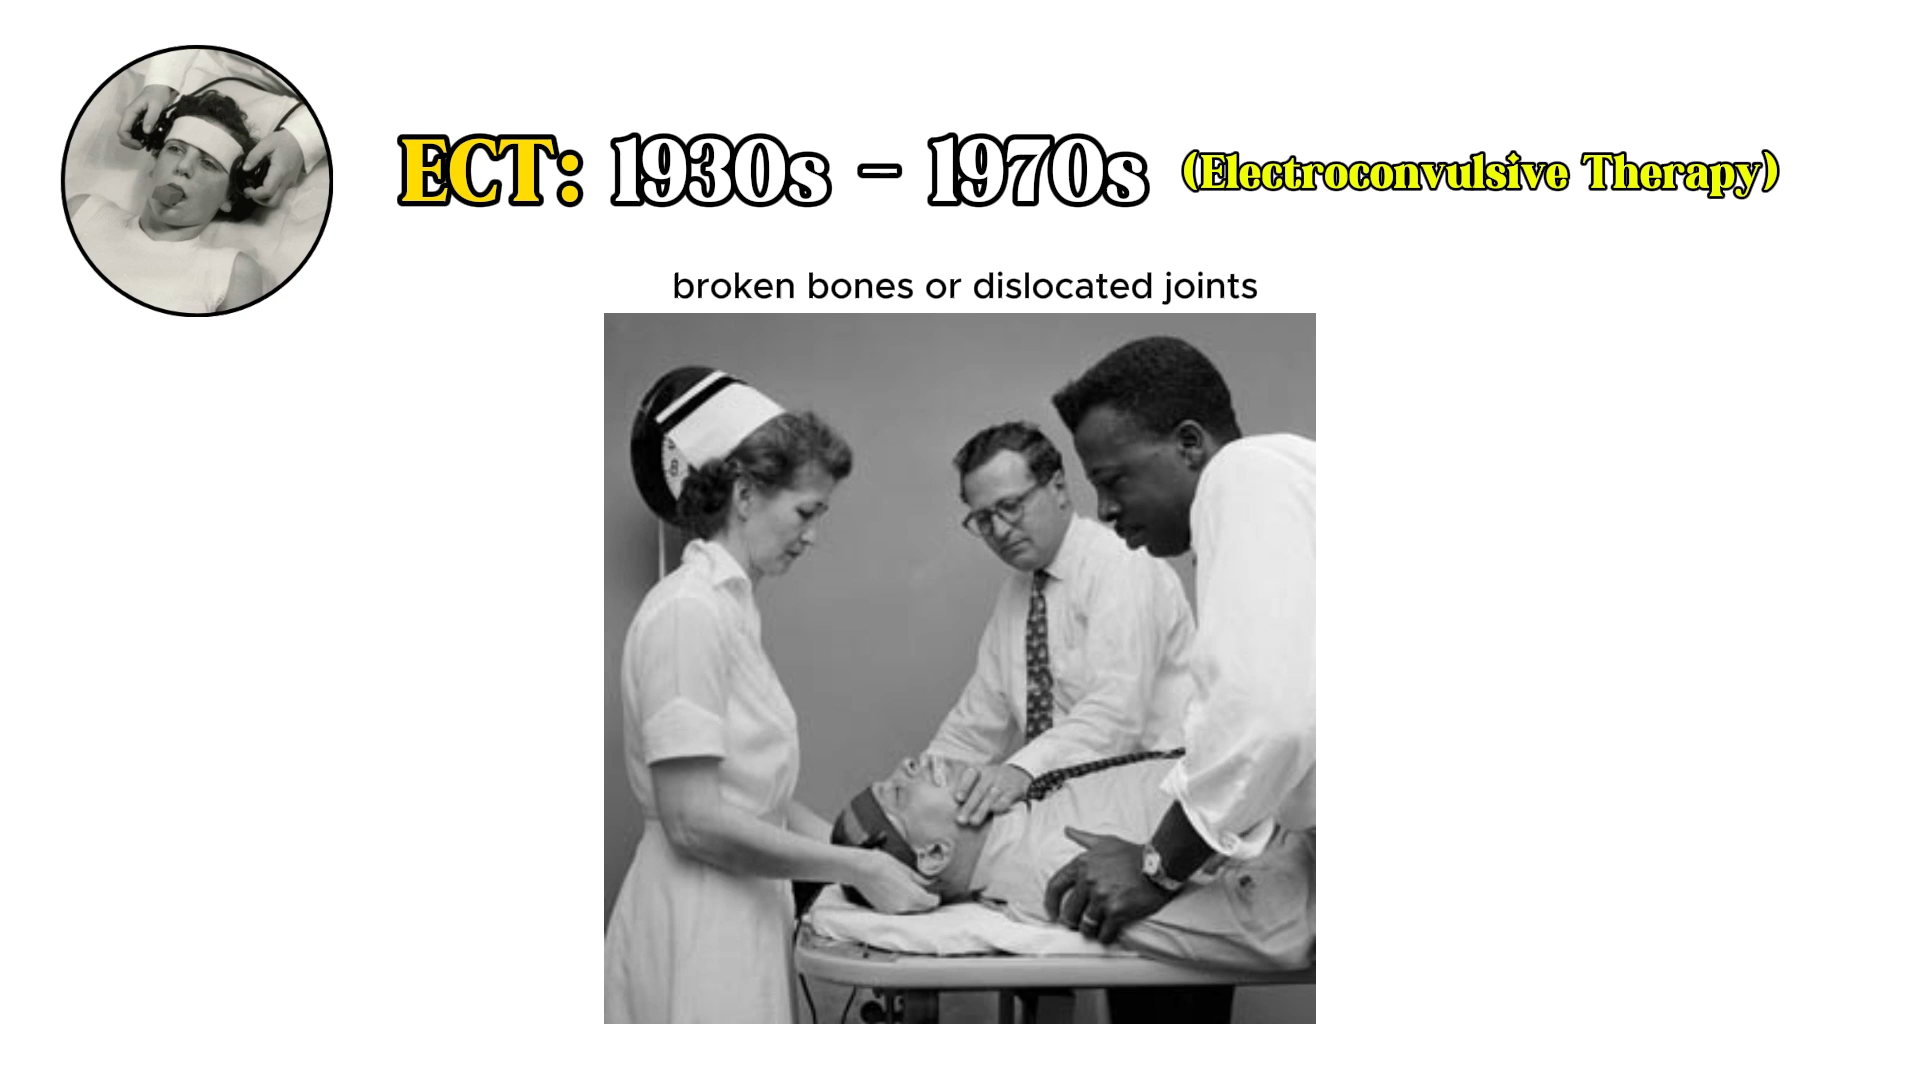 ECT: 1930s – 1970s (Electroconvulsive Therapy)
broken bones or dislocated joints